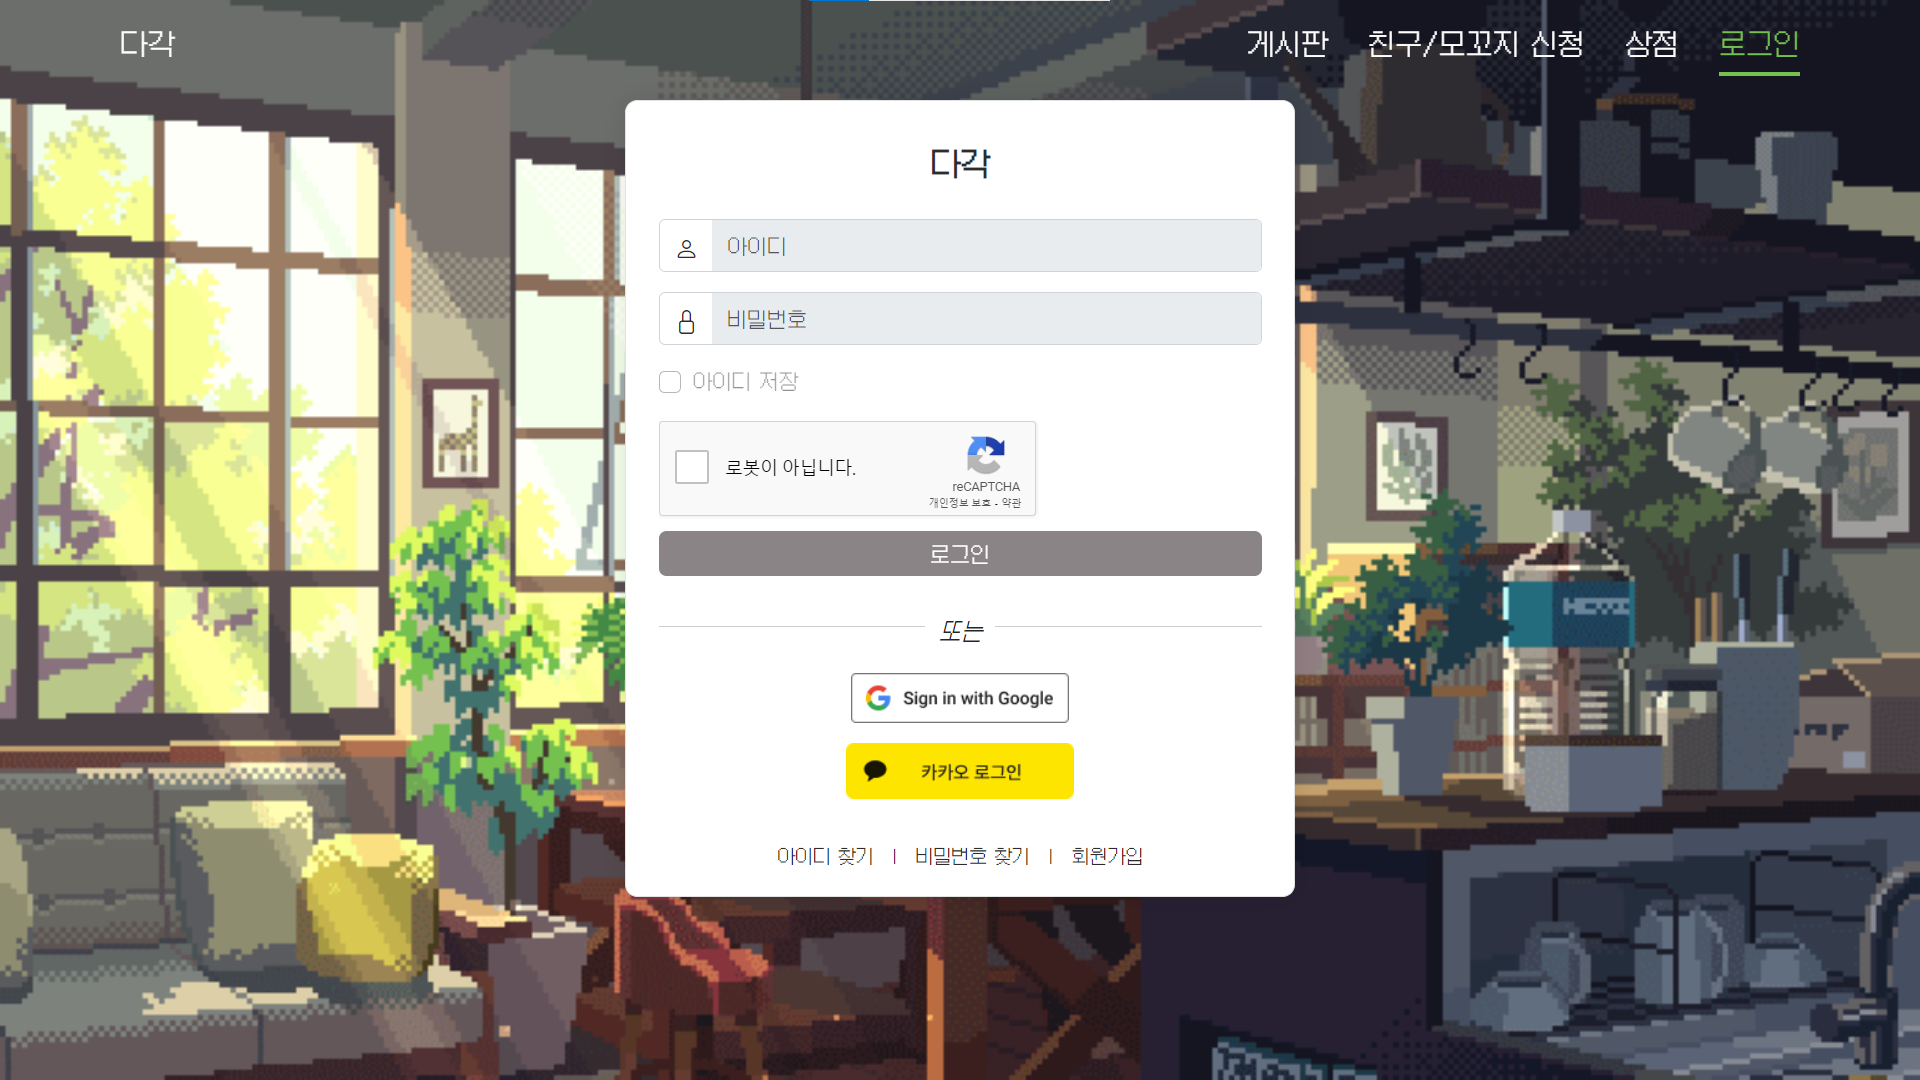 다각
게시판 친구/모꼬지 신청 상점 로그인
다각
아이디
비밀번호
아이디 저장
로봇이 아닙니다.
reCAPTCHA
개인정보 보호 - 약관
로그인
또는
Sign in with Google
카카오 로그인
아이디 찾기 | 비밀번호 찾기 | 회원가입